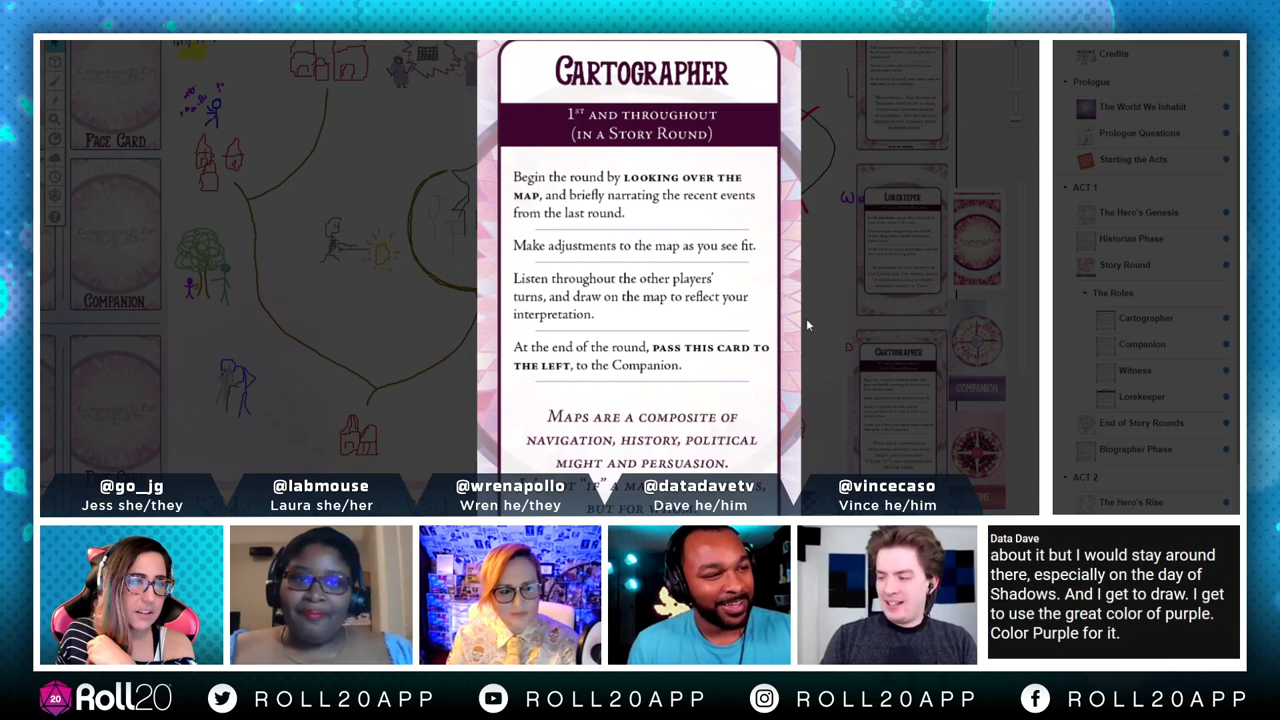 CARTOGRAPHER
1ST AND THROUGHOUT
(IN A STORY ROUND)
Begin the round by LOOKING OVER THE
MAP, and briefly narrating the recent events
from the last round.
Make adjustments to the map as you see fit.
Listen throughout the other players'
turns, and draw on the map to reflect your
interpretation.
At the end of the round, PASS THIS CARD TO
THE LEFT, to the Companion.
MAPS ARE A COMPOSITE OF
NAVIGATION, HISTORY, POLITICAL
MIGHT AND PERSUASION.
FACE CARD
COMPANION
LOREKEEPER
CARTOGRAPHER
COMPANION
Credits
Prologue
The World We Inhabit
Prologue Questions
Starting the Acts
ACT 1
The Hero's Genesis
Historian Phase
Story Round
The Roles
Cartographer
Companion
Witness
Lorekeeper
End of Story Rounds
Biographer Phase
ACT 2
The Hero's Rise
@go_jg
Jess she/they
@labmouse
Laura she/her
@wrenapollo
Wren he/they
@datadavetv
Dave he/him
@vincecaso
Vince he/him
Data Dave
about it but I would stay around
there, especially on the day of
Shadows. And I get to draw. I get
to use the great color of purple.
Color Purple for it.
20
Roll20
ROLL20APP
ROLL20APP
ROLL20APP
ROLL20APP